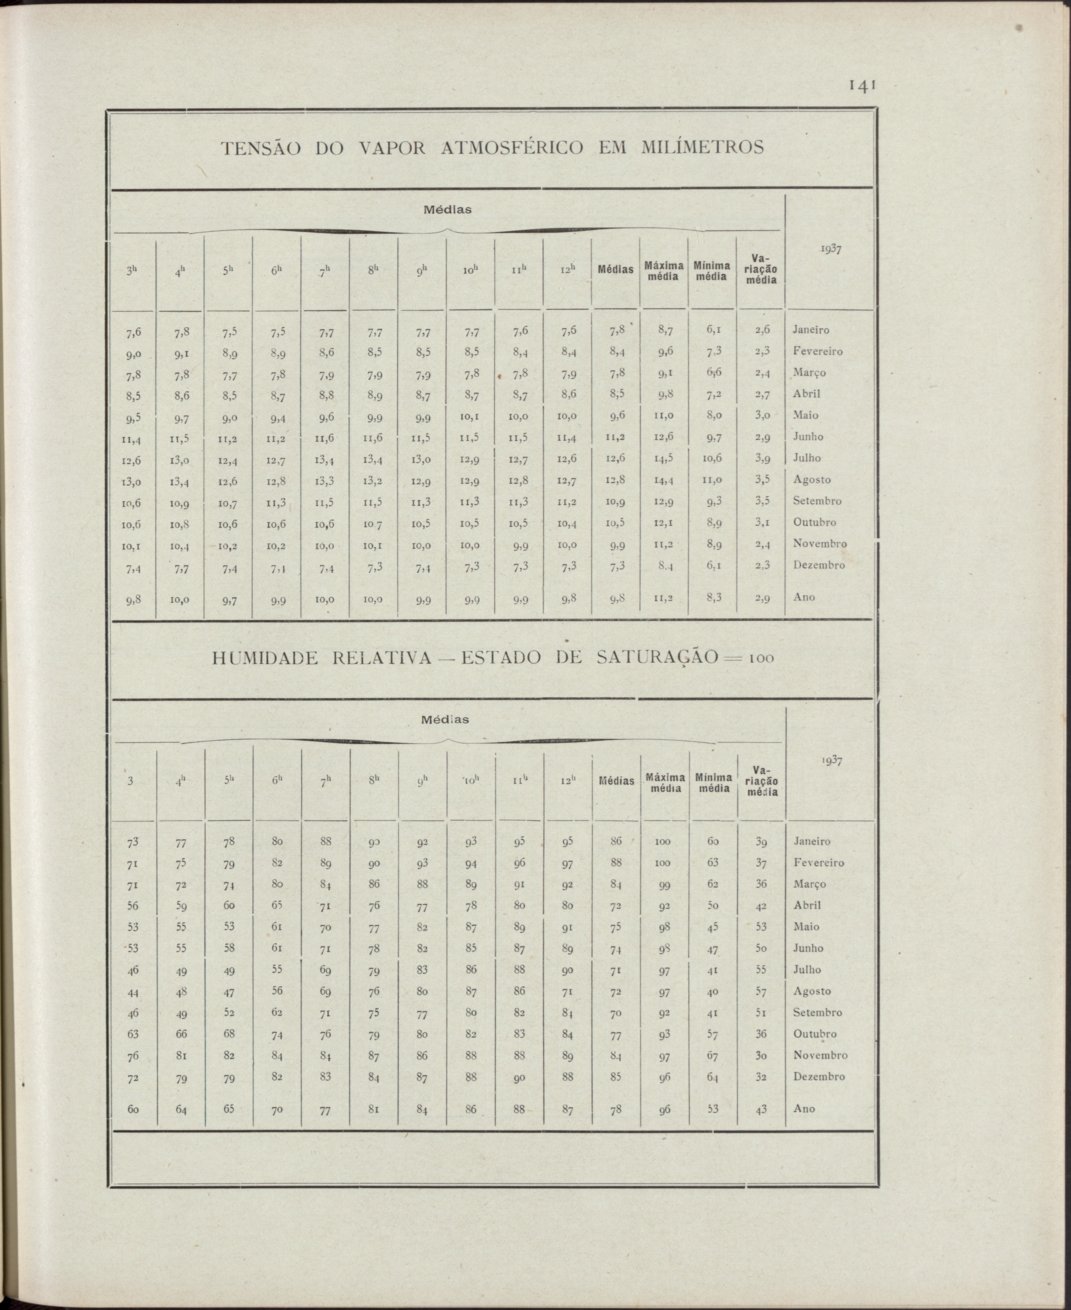 141
TENSÃO DO VAPOR ATMOSFÉRICO EM MILÍMETROS
Médias
3h 4h 5h 6h 7h 8h 9h 10h 11h 12h Médias Máxima média Mínima média Va-riação média 1937
7,6 7,8 7,5 7,5 7,7 7,7 7,7 7,7 7,6 7,6 7,8 8,7 6,1 2,6 Janeiro
9,0 9,1 8,9 8,9 8,6 8,5 8,5 8,5 8,4 8,4 8,4 9,6 7,3 2,3 Fevereiro
7,8 7,8 7,7 7,8 7,9 7,9 7,9 7,8 7,8 7,9 7,8 9,1 6,6 2,4 Março
8,5 8,6 8,5 8,7 8,8 8,9 8,7 8,7 8,7 8,6 8,5 9,8 7,2 2,7 Abril
9,5 9,7 9,0 9,4 9,6 9,9 9,9 10,1 10,0 10,0 9,6 11,0 8,0 3,0 Maio
11,4 11,5 11,2 11,2 11,6 11,6 11,5 11,5 11,5 11,4 11,2 12,6 9,7 2,9 Junho
12,6 13,0 12,4 12,7 13,4 13,4 13,0 12,9 12,7 12,6 12,6 14,5 10,6 3,9 Julho
13,0 13,4 12,6 12,8 13,3 13,2 12,9 12,9 12,8 12,7 12,8 14,4 11,0 3,5 Agosto
10,6 10,9 10,7 11,3 11,5 11,5 11,3 11,3 11,3 11,2 10,9 12,9 9,3 3,5 Setembro
10,6 10,8 10,6 10,6 10,6 10 7 10,5 10,5 10,5 10,4 10,5 12,1 8,9 3,1 Outubro
10,1 10,4 10,2 10,2 10,0 10,1 10,0 10,0 9,9 10,0 9,9 11,2 8,9 2,4 Novembro
7,4 7,7 7,4 7,4 7,4 7,3 7,4 7,3 7,3 7,3 7,3 8.4 6,1 2,3 Dezembro
9,8 10,0 9,7 9,9 10,0 10,0 9,9 9,9 9,9 9,8 9,8 11,2 8,3 2,9 Ano
HUMIDADE RELATIVA — ESTADO DE SATURAÇÃO = 100
Médias
3 4h 5h 6h 7h 8h 9h 10h 11h 12h Médias Máxima média Mínima média Va-riação média 1937
73 77 78 80 88 90 92 93 95 95 86 100 60 39 Janeiro
71 75 79 82 89 90 93 94 96 97 88 100 63 37 Fevereiro
71 72 74 80 84 86 88 89 91 92 84 99 62 36 Março
56 59 60 65 71 76 77 78 80 80 72 92 50 42 Abril
53 55 53 61 70 77 82 87 89 91 75 98 45 53 Maio
53 55 58 61 71 78 82 85 87 89 74 98 47 50 Junho
46 49 49 55 69 79 83 86 88 90 71 97 41 55 Julho
44 48 47 56 69 76 80 87 86 71 72 97 40 57 Agosto
46 49 52 62 71 75 77 80 82 84 70 92 41 51 Setembro
63 66 68 74 76 79 80 82 83 84 77 93 57 36 Outubro
76 81 82 84 84 87 86 88 88 89 84 97 67 30 Novembro
72 79 79 82 83 84 87 88 90 88 85 96 64 32 Dezembro
60 64 65 70 77 81 84 86 88 87 78 96 53 43 Ano